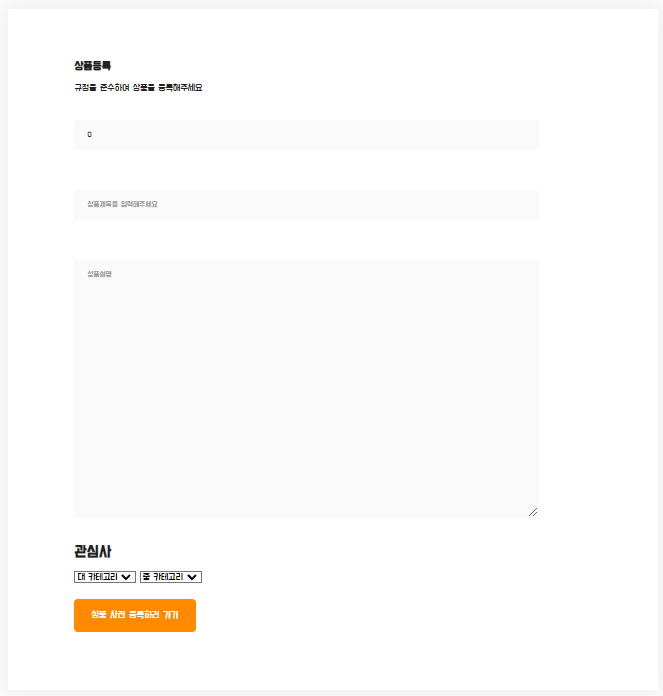 상품등록
규정을 준수하여 상품을 등록해주세요
0
상품제목을 입력해주세요
상품설명
관심사
대 카테고리 중 카테고리
상품 사진 등록하러 가기